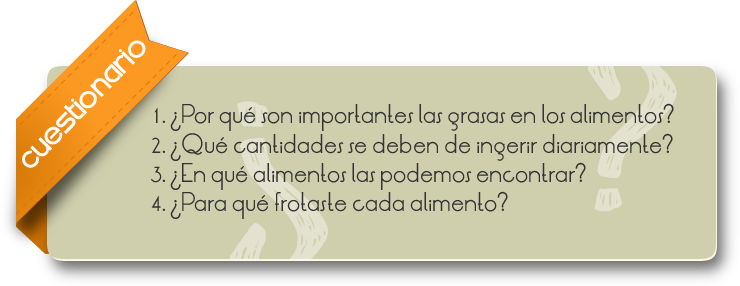 cuestionario
1. ¿Por qué son importantes las grasas en los alimentos?
2. ¿Qué cantidades se deben de ingerir diariamente?
3. ¿En qué alimentos las podemos encontrar?
4. ¿Para qué frotaste cada alimento?